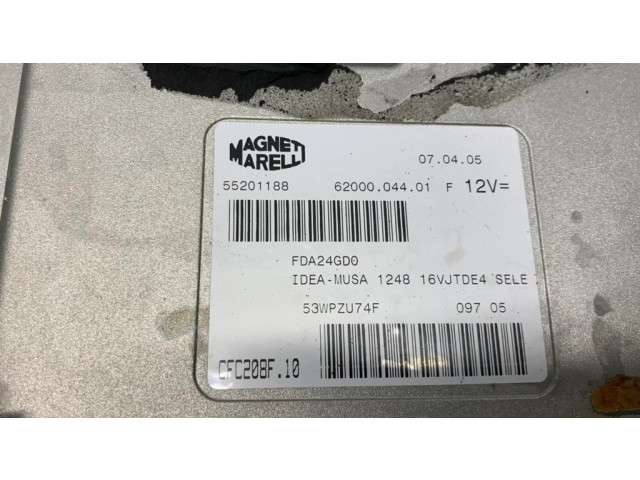 MAGNETI
MARELLI
07.04.05
55201188 62000.044.01 F 12V=
FDA24GD0
IDEA-MUSA 1248 16VJTDE4 SELE
53WPZU74F 097 05
CFC208F.10